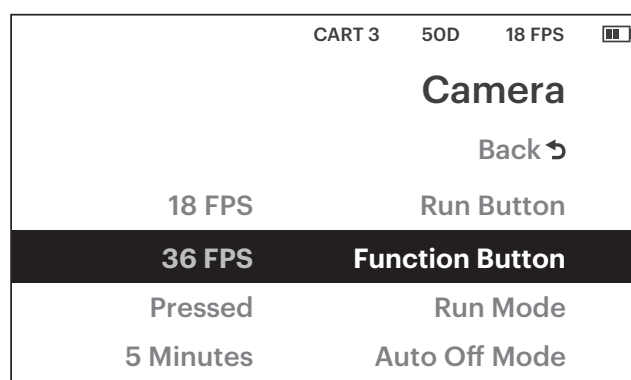 CART 3 50D 18 FPS
Camera
Back
18 FPS Run Button
36 FPS Function Button
Pressed Run Mode
5 Minutes Auto Off Mode